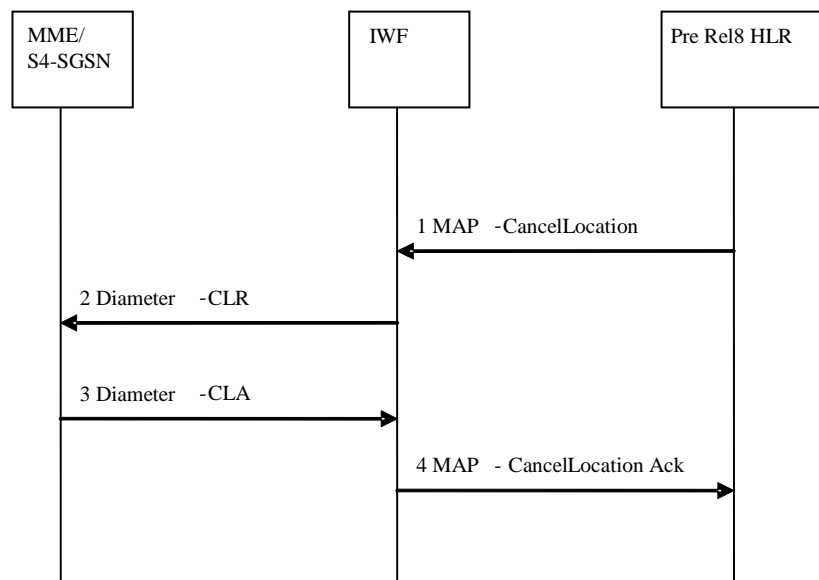 MME/
S4-SGSN
IWF
Pre Rel8 HLR
1 MAP -CancelLocation
2 Diameter -CLR
3 Diameter -CLA
4 MAP - CancelLocation Ack